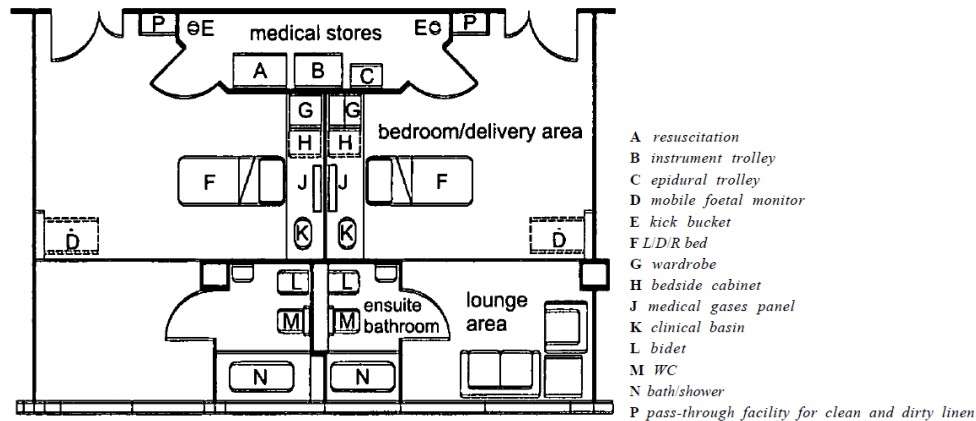 P E medical stores E P
A B C
G G
bedroom/delivery area
H H
F J J F
K K
D D
L L
ensuite
bathroom
M M
lounge
area
N N
A resuscitation
B instrument trolley
C epidural trolley
D mobile foetal monitor
E kick bucket
F L/D/R bed
G wardrobe
H bedside cabinet
J medical gases panel
K clinical basin
L bidet
M WC
N bath/shower
P pass-through facility for clean and dirty linen